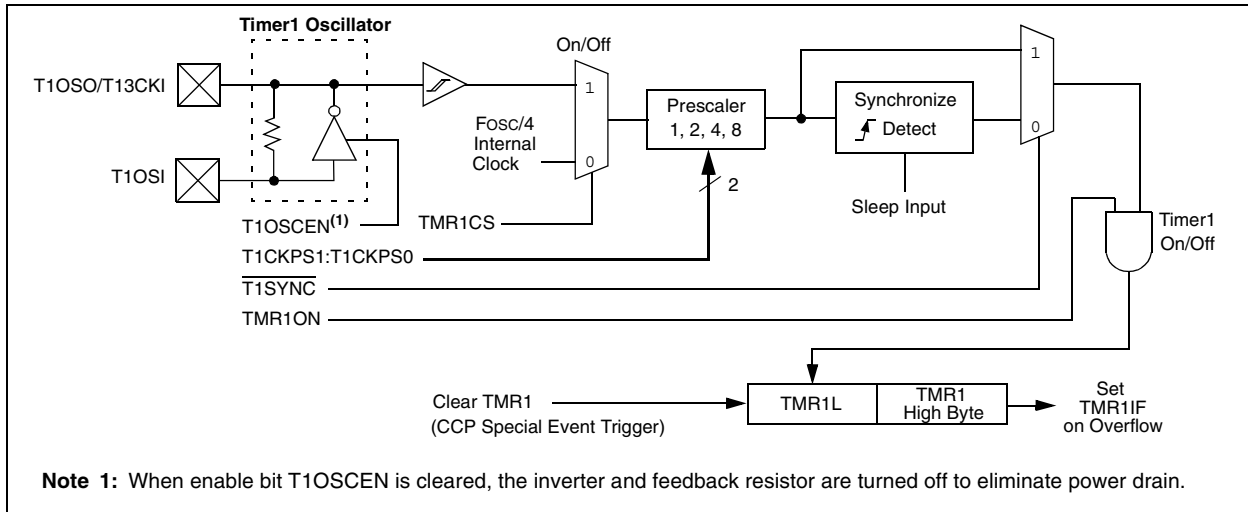 Timer1 Oscillator
On/Off
T1OSO/T13CKI
1
1
Prescaler
1, 2, 4, 8
Synchronize
Detect
FOSC/4
Internal
Clock
0
0
T1OSI
2
Sleep Input
T1OSCEN(1)
TMR1CS
Timer1
On/Off
T1CKPS1:T1CKPS0
T1SYNC
TMR1ON
Clear TMR1
(CCP Special Event Trigger)
TMR1L
TMR1
High Byte
Set
TMR1IF
on Overflow
Note 1: When enable bit T1OSCEN is cleared, the inverter and feedback resistor are turned off to eliminate power drain.